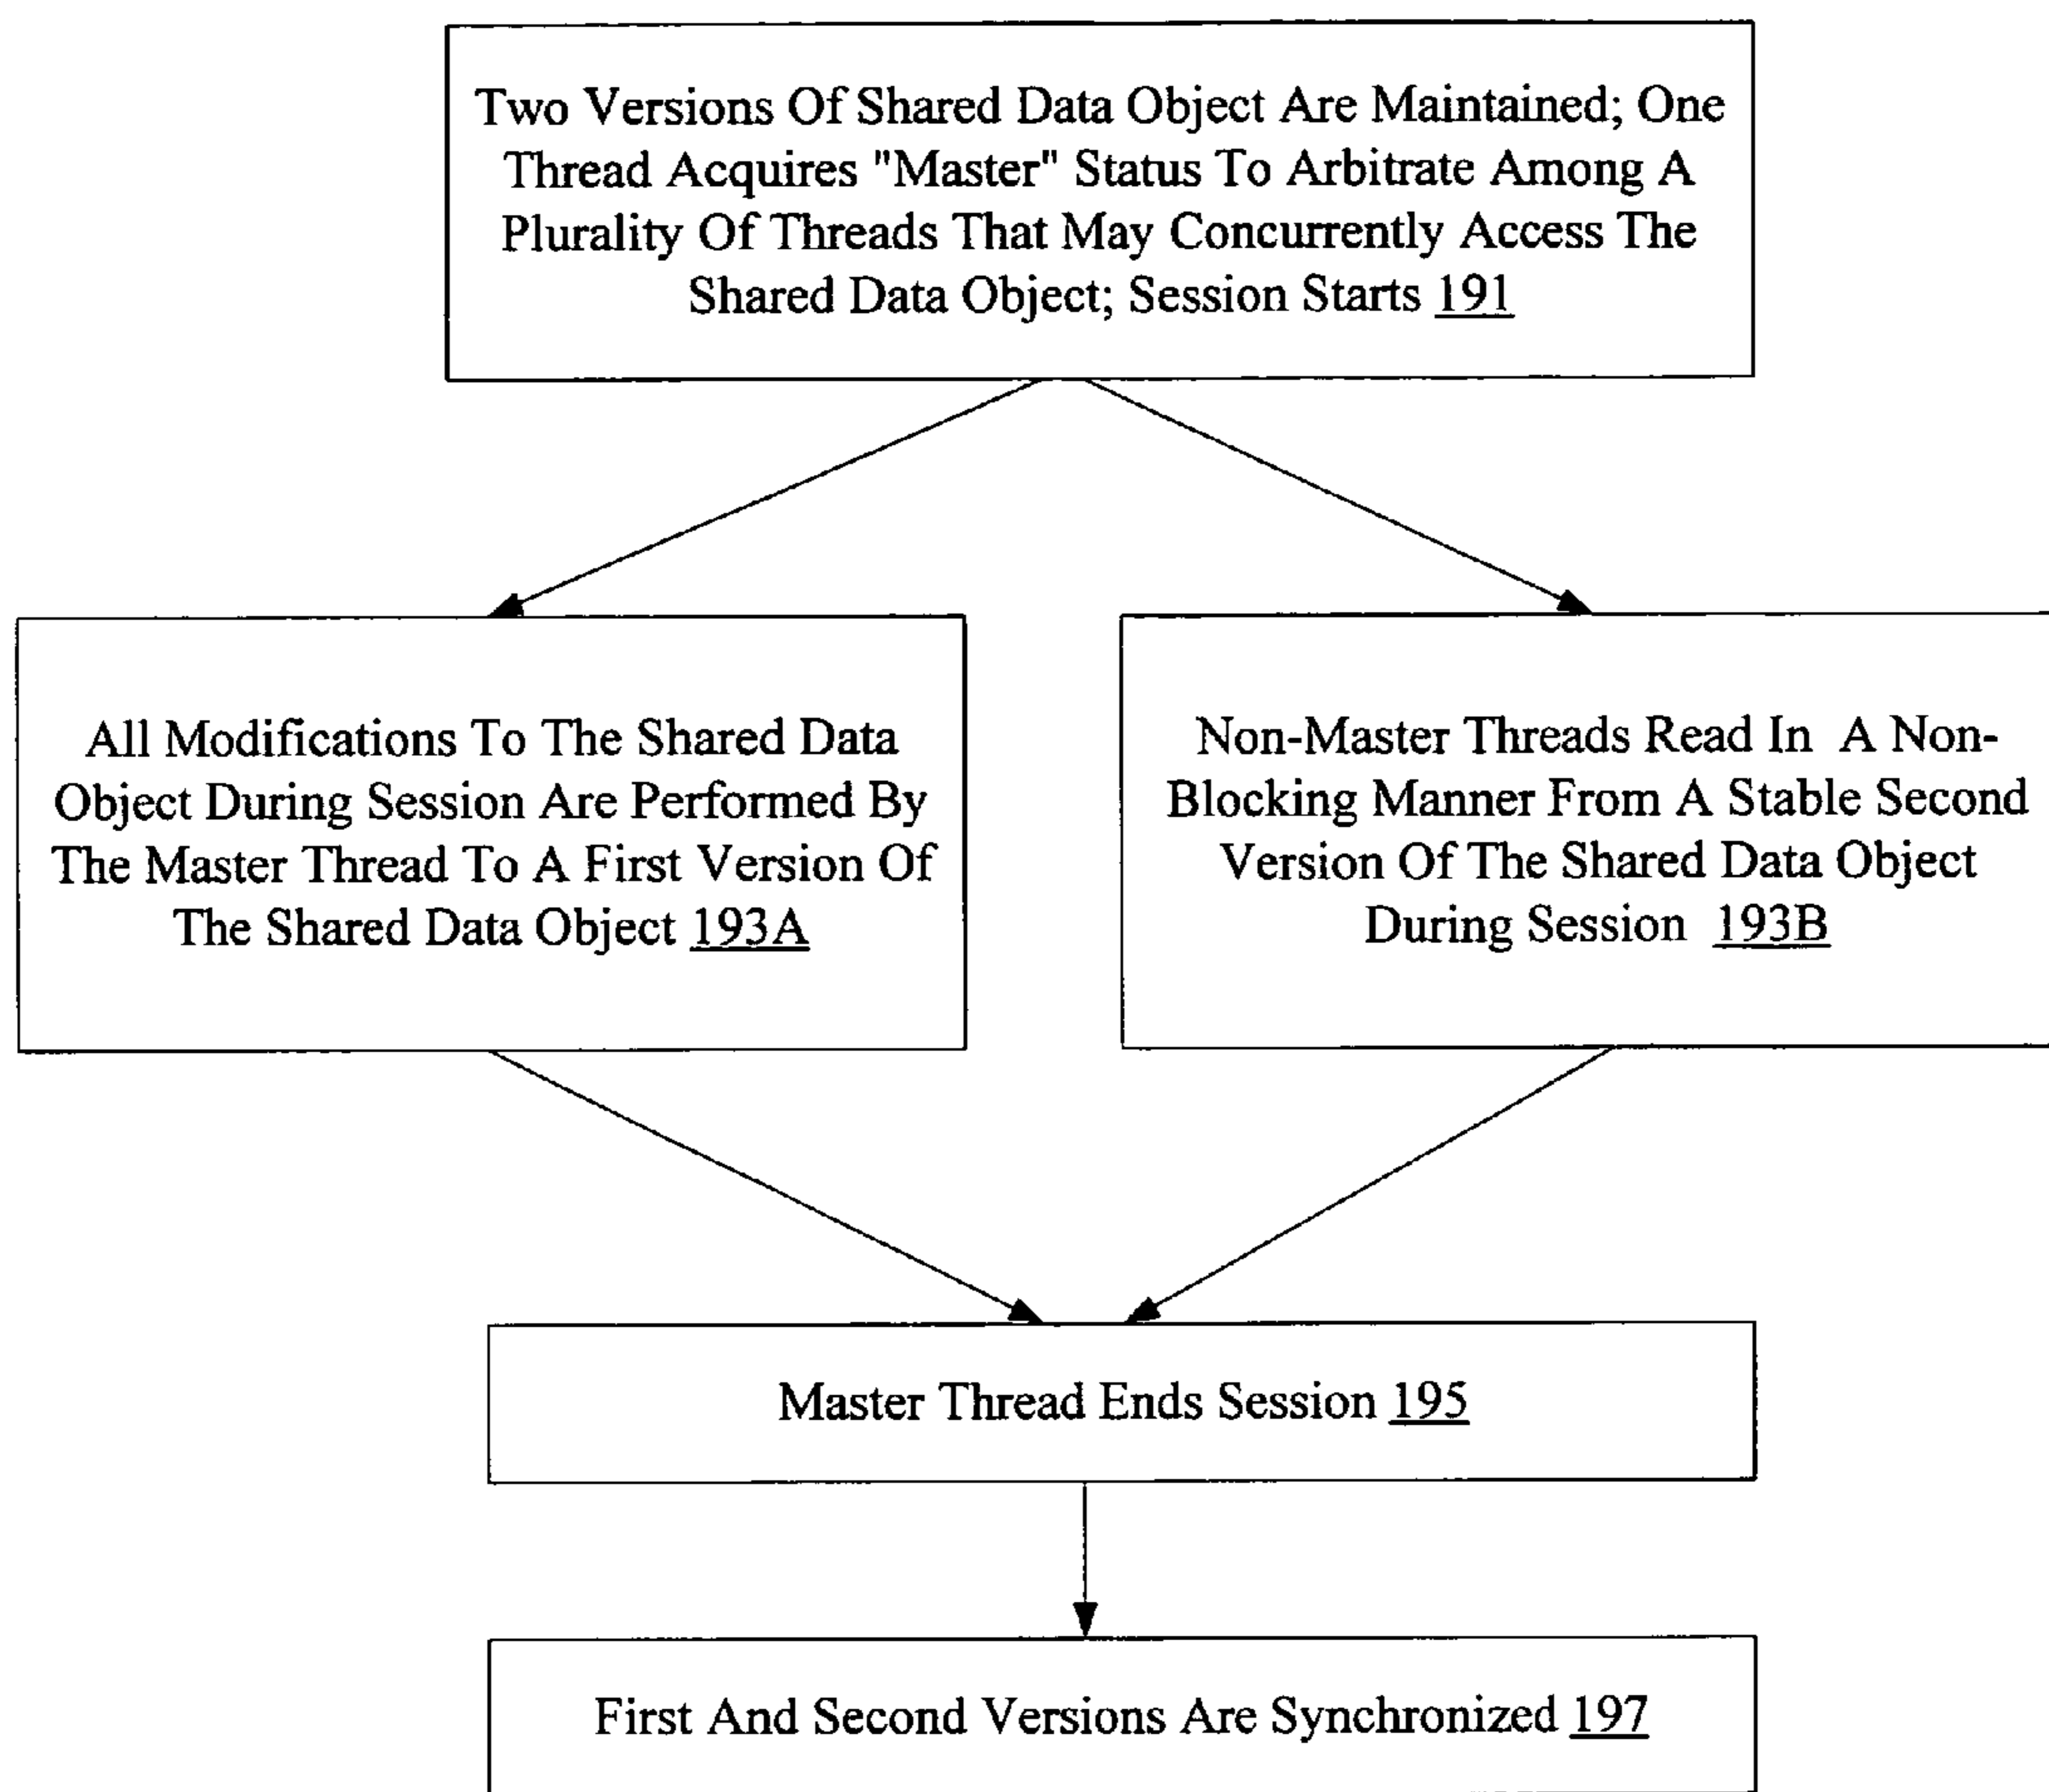 Two Versions Of Shared Data Object Are Maintained; One
Thread Acquires "Master" Status To Arbitrate Among A
Plurality Of Threads That May Concurrently Access The
Shared Data Object; Session Starts 191
All Modifications To The Shared Data
Object During Session Are Performed By
The Master Thread To A First Version Of
The Shared Data Object 193A
Non-Master Threads Read In A Non-
Blocking Manner From A Stable Second
Version Of The Shared Data Object
During Session 193B
Master Thread Ends Session 195
First And Second Versions Are Synchronized 197